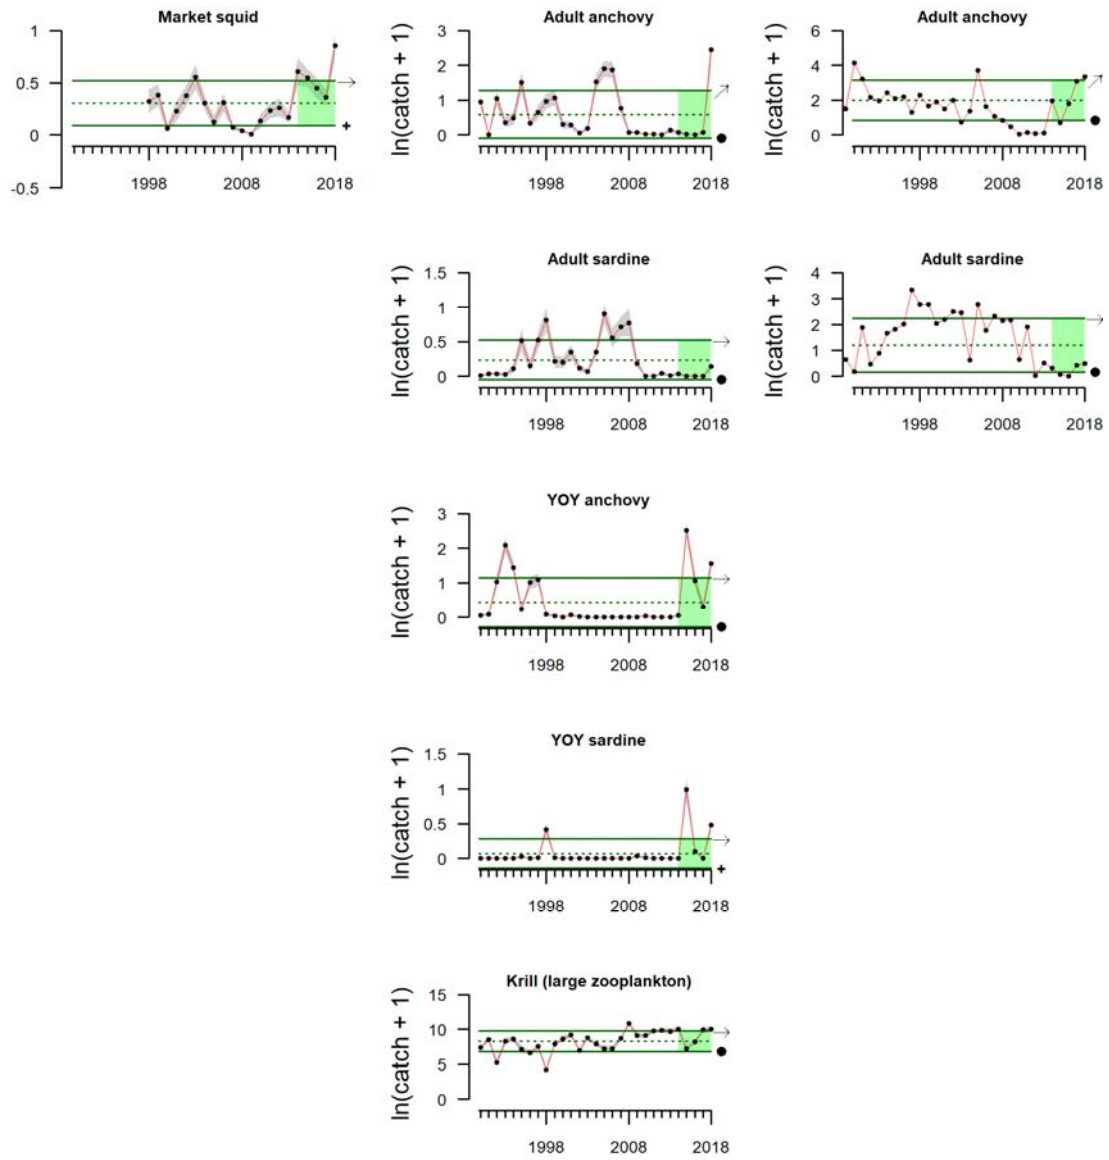 Market squid
1
0.5
0
-0.5
1998 2008 2018
Adult anchovy
ln(catch + 1)
3
2
1
0
1998 2008 2018
Adult anchovy
ln(catch + 1)
6
4
2
0
1998 2008 2018
Adult sardine
ln(catch + 1)
1.5
1
0.5
0
1998 2008 2018
Adult sardine
ln(catch + 1)
4
3
2
1
0
1998 2008 2018
YOY anchovy
ln(catch + 1)
3
2
1
0
1998 2008 2018
YOY sardine
ln(catch + 1)
1.5
1
0.5
0
1998 2008 2018
Krill (large zooplankton)
ln(catch + 1)
15
10
5
0
1998 2008 2018